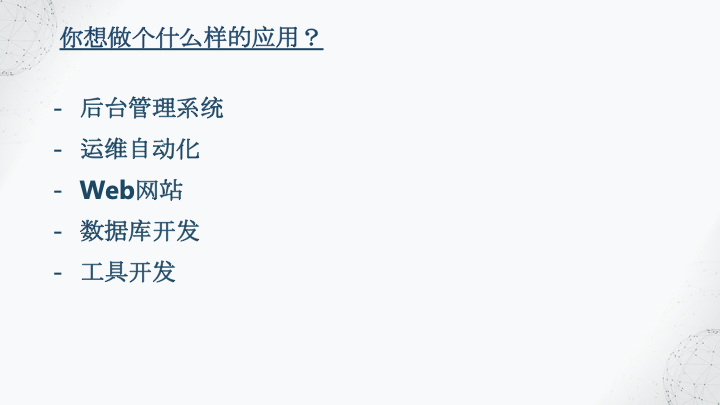 你想做个什么样的应用？
- 后台管理系统
- 运维自动化
- Web网站
- 数据库开发
- 工具开发